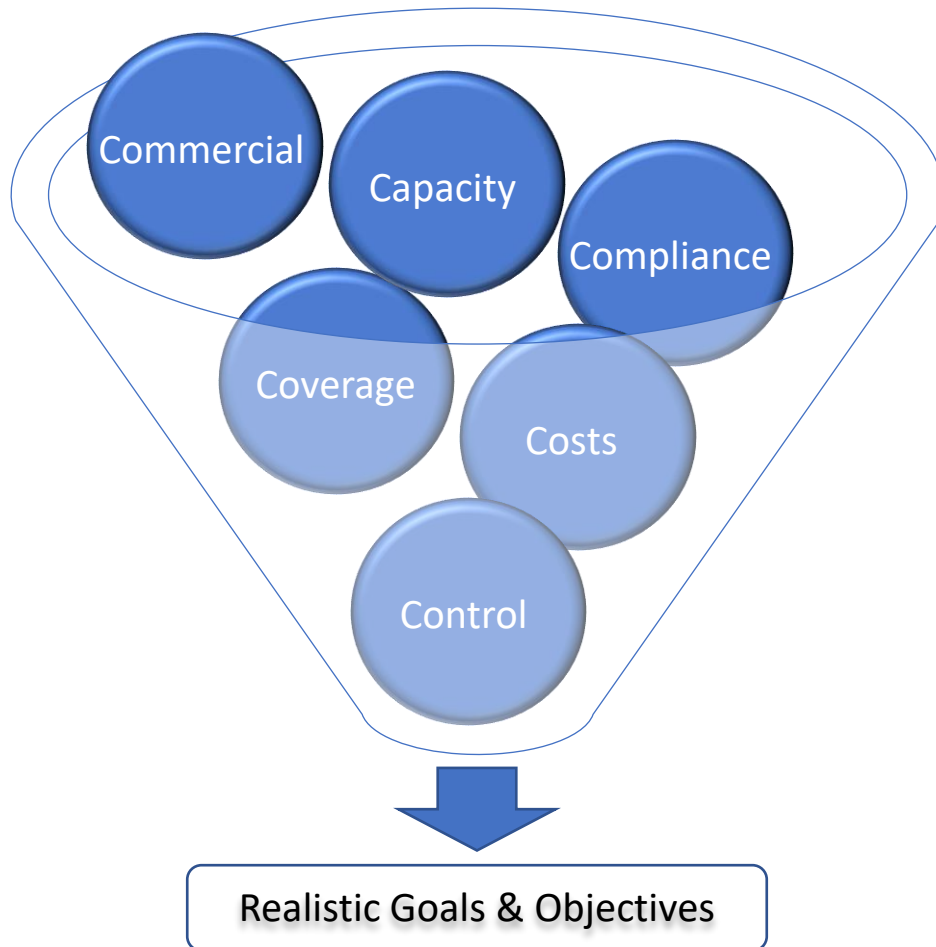 Commercial
Capacity
Compliance
Coverage
Costs
Control
Realistic Goals & Objectives